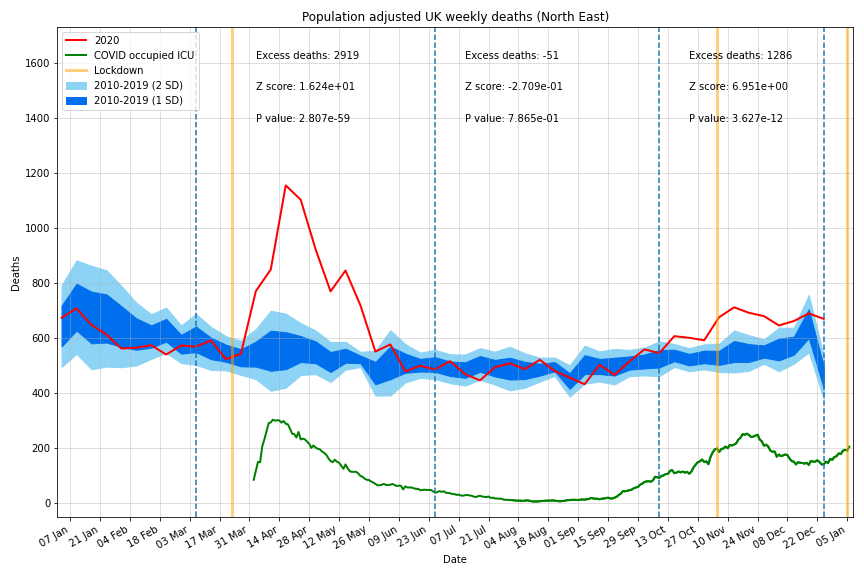 Population adjusted UK weekly deaths (North East)
2020
COVID occupied ICU
Lockdown
2010-2019 (2 SD)
2010-2019 (1 SD)
Excess deaths: 2919
Z score: 1.624e+01
P value: 2.807e-59
Excess deaths: -51
Z score: -2.709e-01
P value: 7.865e-01
Excess deaths: 1286
Z score: 6.951e+00
P value: 3.627e-12
Deaths
1600
1400
1200
1000
800
600
400
200
0
07 Jan
21 Jan
04 Feb
18 Feb
03 Mar
17 Mar
31 Mar
14 Apr
28 Apr
12 May
26 May
09 Jun
23 Jun
07 Jul
21 Jul
04 Aug
18 Aug
01 Sep
15 Sep
29 Sep
13 Oct
27 Oct
10 Nov
24 Nov
08 Dec
22 Dec
05 Jan
Date